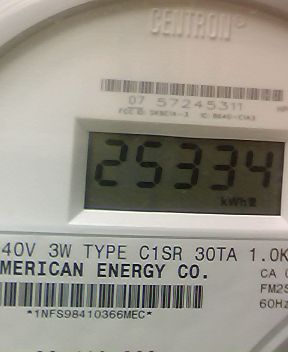 CENTRON®
07 57245311
25334
kWh
40V 3W TYPE C1SR 30TA 1.0K
MERICAN ENERGY CO.
CA
FM2S
60Hz
*1NFS98410366MEC*